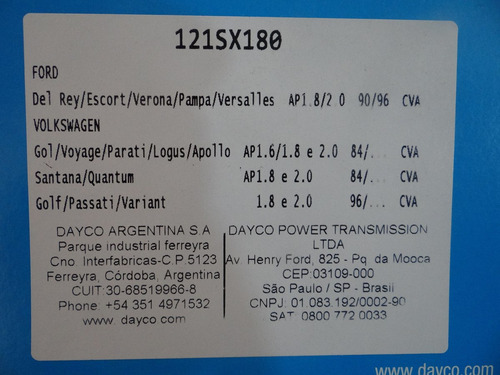 121SX180
FORD
Del Rey/Escort/Verona/Pampa/Versalles AP1.8/2 0 90/96 CVA
VOLKSWAGEN
Gol/Voyage/Parati/Logus/Apollo AP1.6/1.8 e 2.0 84/... CVA
Santana/Quantum AP1.8 e 2.0 84/... CVA
Golf/Passati/Variant 1.8 e 2.0 96/... CVA
DAYCO ARGENTINA S.A
Parque industrial ferreyra
Cno. Interfabricas-C.P.5123
Ferreyra, Córdoba, Argentina
CUIT:30-68519966-8
Phone: +54 351 4971532
www. dayco com
DAYCO POWER TRANSMISSION
LTDA
Av. Henry Ford, 825 - Pq. da Mooca
CEP:03109-000
São Paulo / SP - Brasil
CNPJ: 01.083.192/0002-90
SAT: 0800 772 0033
www.dayco.com